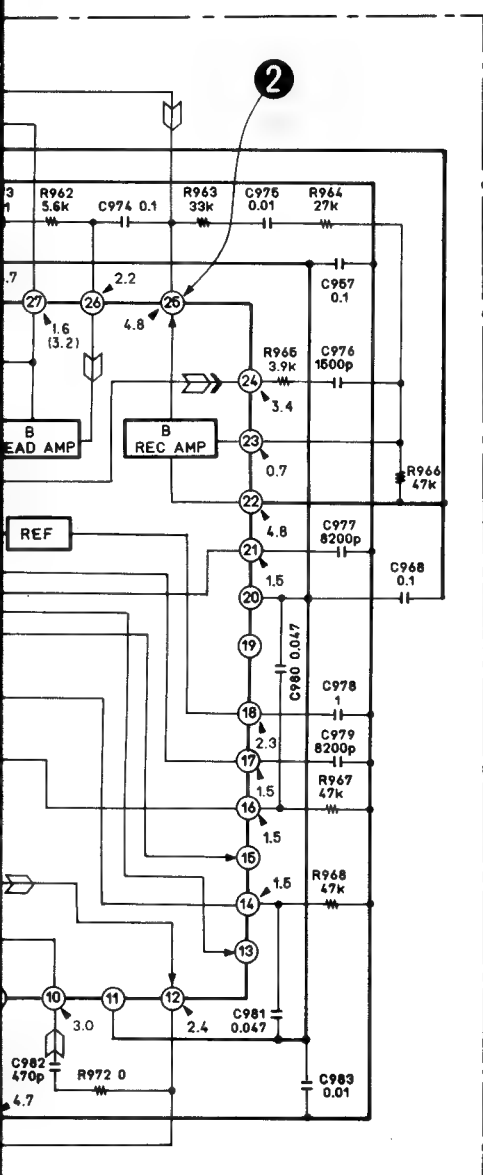 2
R962
5.6k
C974 0.1
R963
33k
C975
0.01
R964
27k
.7
2.2
C957
0.1
27
26
25
1.6
(3.2)
4.8
R965
3.9k
C976
1500p
24
3.4
B
EAD AMP
B
REC AMP
23
0.7
R966
47k
22
4.8
C977
8200p
REF
21
1.5
C968
0.1
20
C980 0.047
19
C978
1
18
2.3
C979
8200p
17
1.5
R967
47k
16
1.5
15
R968
47k
1.5
14
13
10
11
12
3.0
2.4
C981
0.047
C982
470p
R972 0
C983
0.01
4.7